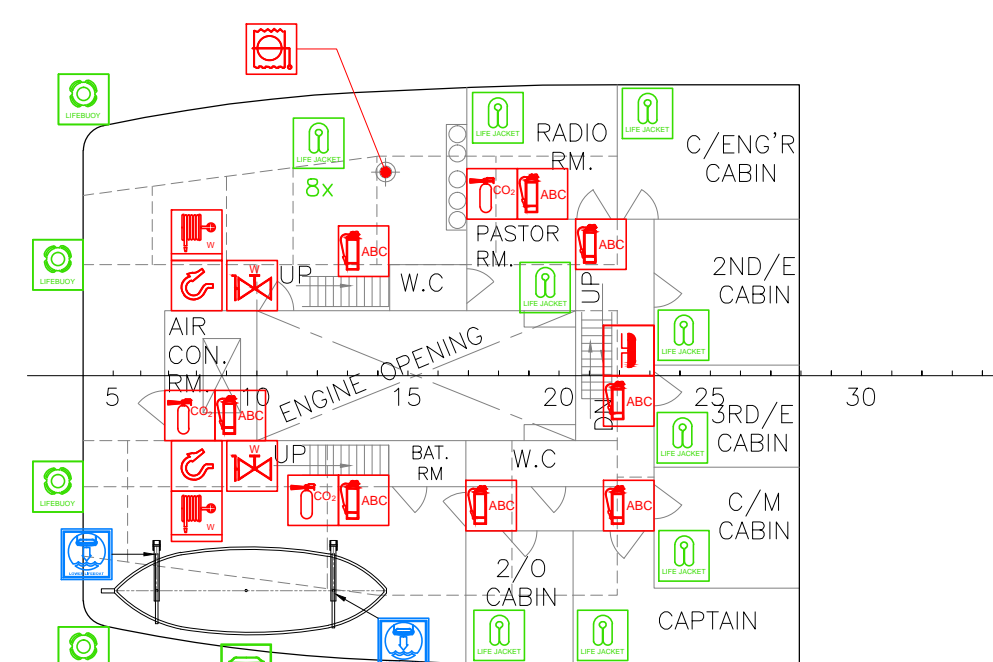 LIFEBUOY
LIFE JACKET
LIFE JACKET
LIFE JACKET
8x
RADIO
RM.
C/ENG'R
CABIN
CO2
ABC
W
ABC
PASTOR
RM.
ABC
LIFEBUOY
W
UP
W.C
LIFE JACKET
UP
2ND/E
CABIN
AIR
CON.
RM.
ENGINE OPENING
LIFE JACKET
5
10
15
20
25
30
CO2
ABC
DN
ABC
3RD/E
CABIN
LIFE JACKET
W
UP
BAT.
RM
W.C
LIFEBUOY
W
CO2
ABC
ABC
ABC
C/M
CABIN
LOWER LIFEBOAT
LIFE JACKET
2/O
CABIN
CAPTAIN
LIFEBUOY
LIFE JACKET
LIFE JACKET